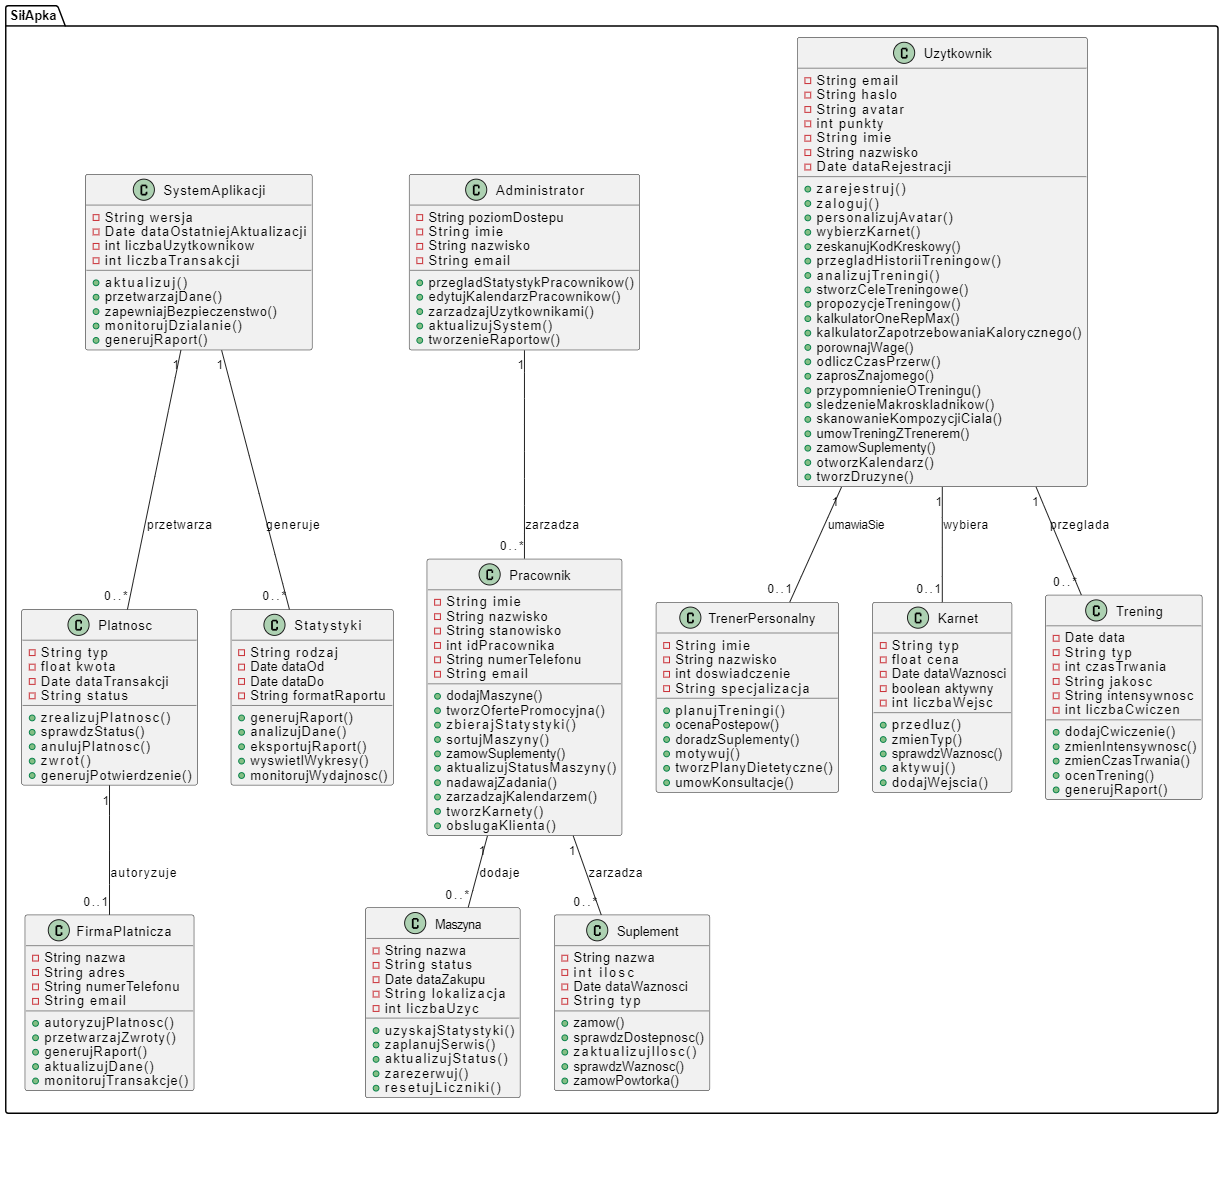 SiłApka
C Uzytkownik
String email
String haslo
String avatar
int punkty
String imie
String nazwisko
Date dataRejestracji
zarejestruj()
zaloguj()
personalizujAvatar()
wybierzKarnet()
zeskanujKodKreskowy()
przegladHistoriiTreningow()
analizujTreningi()
stworzCeleTreningowe()
propozycjeTreningow()
kalkulatorOneRepMax()
kalkulatorZapotrzebowaniaKalorycznego()
porownajWage()
odliczCzasPrzerw()
zaprosZnajomego()
przypomnienieOTreningu()
sledzenieMakroskladnikow()
skanowanieKompozycjiCiala()
umowTreningZTrenerem()
zamowSuplementy()
otworzKalendarz()
tworzDruzyne()
C SystemAplikacji
String wersja
Date dataOstatniejAktualizacji
int liczbaUzytkownikow
int liczbaTransakcji
aktualizuj()
przetwarzajDane()
zapewniajBezpieczenstwo()
monitorujDzialanie()
generujRaport()
C Administrator
String poziomDostepu
String imie
String nazwisko
String email
przegladStatystykPracownikow()
edytujKalendarzPracownikow()
zarzadzajUzytkownikami()
aktualizujSystem()
tworzenieRaportow()
1
1
1
1
1
1
przetwarza
generuje
zarzadza
umawiaSie
wybiera
przeglada
0..*
0..*
0..*
0..1
0..1
0..*
C Platnosc
String typ
float kwota
Date dataTransakcji
String status
zrealizujPlatnosc()
sprawdzStatus()
anulujPlatnosc()
zwrot()
generujPotwierdzenie()
C Statystyki
String rodzaj
Date dataOd
Date dataDo
String formatRaportu
generujRaport()
analizujDane()
eksportujRaport()
wyswietlWykresy()
monitorujWydajnosc()
C Pracownik
String imie
String nazwisko
String stanowisko
int idPracownika
String numerTelefonu
String email
dodajMaszyne()
tworzOfertePromocyjna()
zbierajStatystyki()
sortujMaszyny()
zamowSuplementy()
aktualizujStatusMaszyny()
nadawajZadania()
zarzadzajKalendarzem()
tworzKarnety()
obslugaKlienta()
C TrenerPersonalny
String imie
String nazwisko
int doswiadczenie
String specjalizacja
planujTreningi()
ocenaPostepow()
doradzSuplementy()
motywuj()
tworzPlanyDietetyczne()
umowKonsultacje()
C Karnet
String typ
float cena
Date dataWaznosci
boolean aktywny
int liczbaWejsc
przedluz()
zmienTyp()
sprawdzWaznosc()
aktywuj()
dodajWejscia()
C Trening
Date data
String typ
int czasTrwania
String jakosc
String intensywnosc
int liczbaCwiczen
dodajCwiczenie()
zmienIntensywnosc()
zmienCzasTrwania()
ocenTrening()
generujRaport()
1
1
1
autoryzuje
dodaje
zarzadza
0..1
0..*
0..*
C FirmaPlatnicza
String nazwa
String adres
String numerTelefonu
String email
autoryzujPlatnosc()
przetwarzajZwroty()
generujRaport()
aktualizujDane()
monitorujTransakcje()
C Maszyna
String nazwa
String status
Date dataZakupu
String lokalizacja
int liczbaUzyc
uzyskajStatystyki()
zaplanujSerwis()
aktualizujStatus()
zarezerwuj()
resetujLiczniki()
C Suplement
String nazwa
int ilosc
Date dataWaznosci
String typ
zamow()
sprawdzDostepnosc()
zaktualizujIlosc()
sprawdzWaznosc()
zamowPowtorka()